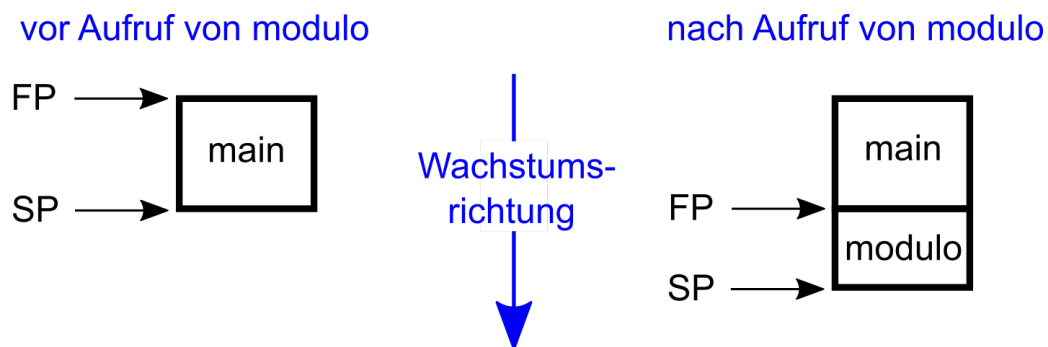 vor Aufruf von modulo
nach Aufruf von modulo
FP
main
SP
Wachstums-
richtung
main
FP
modulo
SP